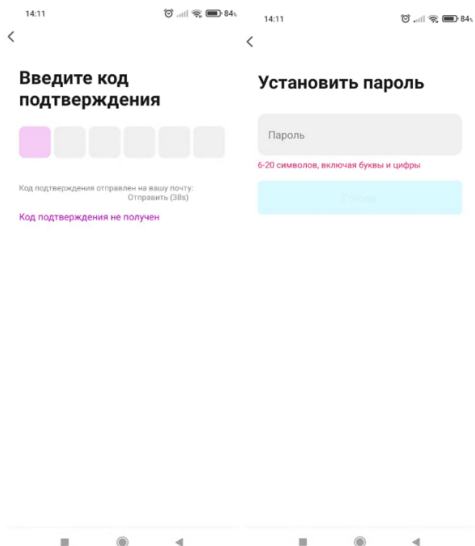 14:11
84%
Введите код
подтверждения
Код подтверждения отправлен на вашу почту:
Отправить (38s)
Код подтверждения не получен
14:11
84%
Установить пароль
Пароль
6-20 символов, включая буквы и цифры